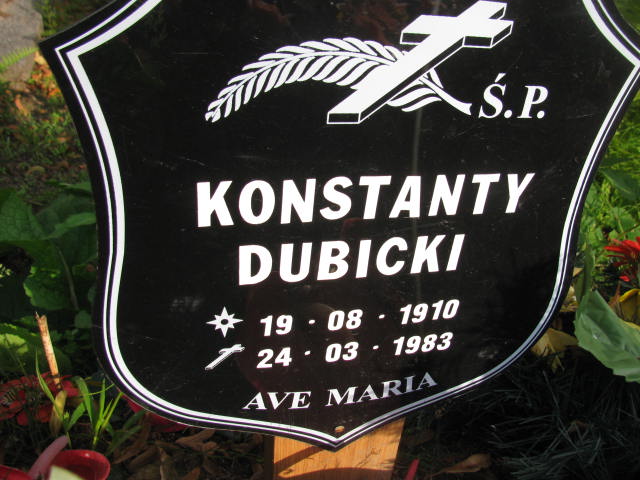 Ś.P.
KONSTANTY
DUBICKI
19 · 08 · 1910
24 · 03 · 1983
AVE MARIA